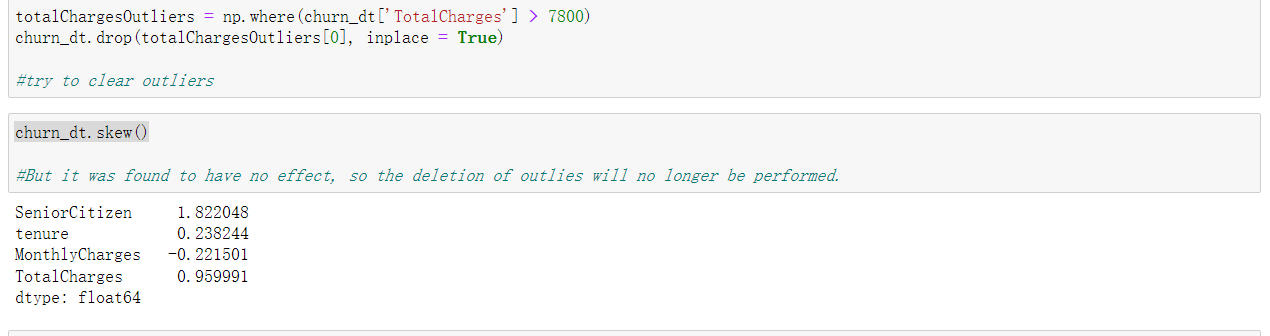 totalChargesOutliers = np.where(churn_dt['TotalCharges'] > 7800)
churn_dt.drop(totalChargesOutliers[0], inplace = True)
#try to clear outliers
churn_dt.skew()
#But it was found to have no effect, so the deletion of outlies will no longer be performed.
SeniorCitizen     1.822048
tenure            0.238244
MonthlyCharges   -0.221501
TotalCharges      0.959991
dtype: float64